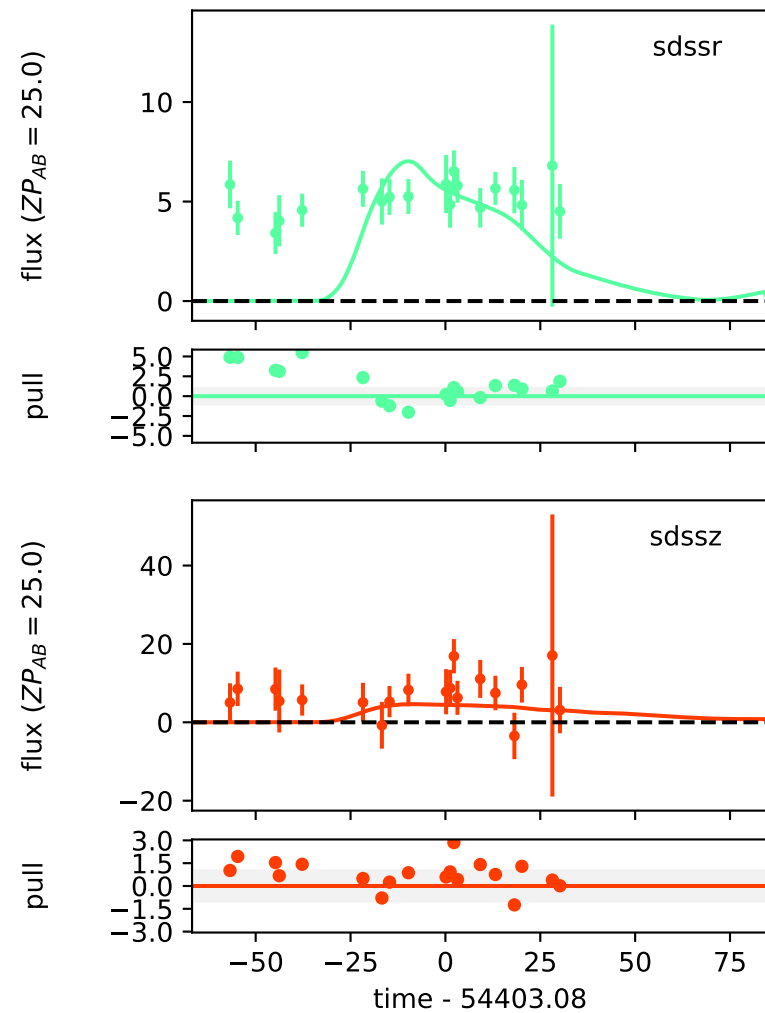 sdssr
flux (ZP_AB = 25.0)
10
5
0
pull
5.0
2.5
0.0
−2.5
−5.0
sdssz
flux (ZP_AB = 25.0)
40
20
0
−20
pull
3.0
1.5
0.0
−1.5
−3.0
−50 −25 0 25 50 75
time - 54403.08